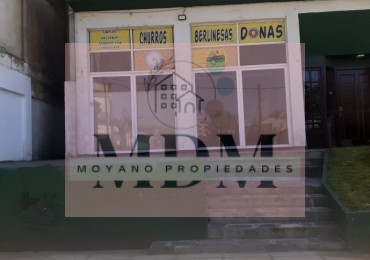 CHURROS
BERLINESAS
DONAS
MDM
MOYANO PROPIEDADES